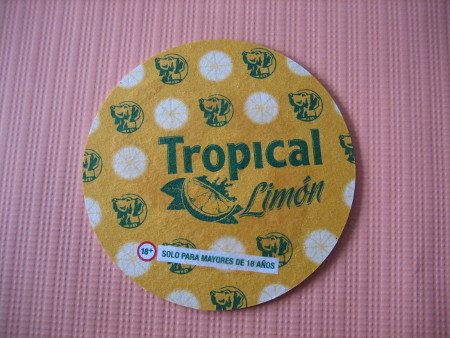 Tropical
Limón
18+ SOLO PARA MAYORES DE 18 AÑOS